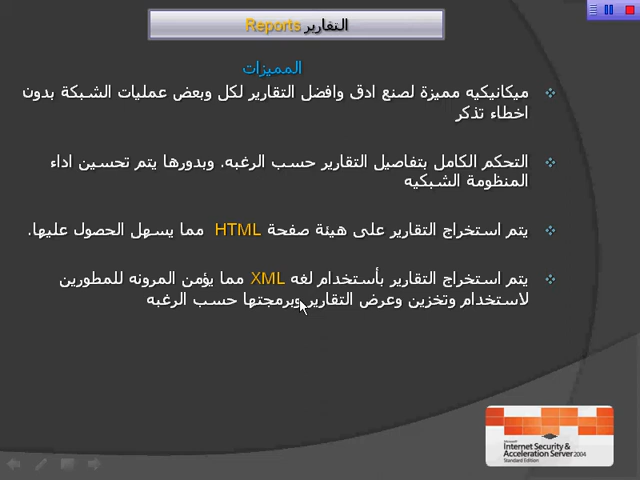 التقارير Reports
المميزات
ميكانيكيه مميزة لصنع ادق وافضل التقارير لكل وبعض عمليات الشبكة بدون
اخطاء تذكر
التحكم الكامل بتفاصيل التقارير حسب الرغبه. وبدورها يتم تحسين اداء
المنظومة الشبكيه
يتم استخراج التقارير على هيئة صفحة HTML مما يسهل الحصول عليها.
يتم استخراج التقارير بأستخدام لغه XML مما يؤمن المرونه للمطورين
لاستخدام وتخزين وعرض التقارير وبرمجتها حسب الرغبه
Microsoft
Internet Security &
Acceleration Server 2004
Standard Edition